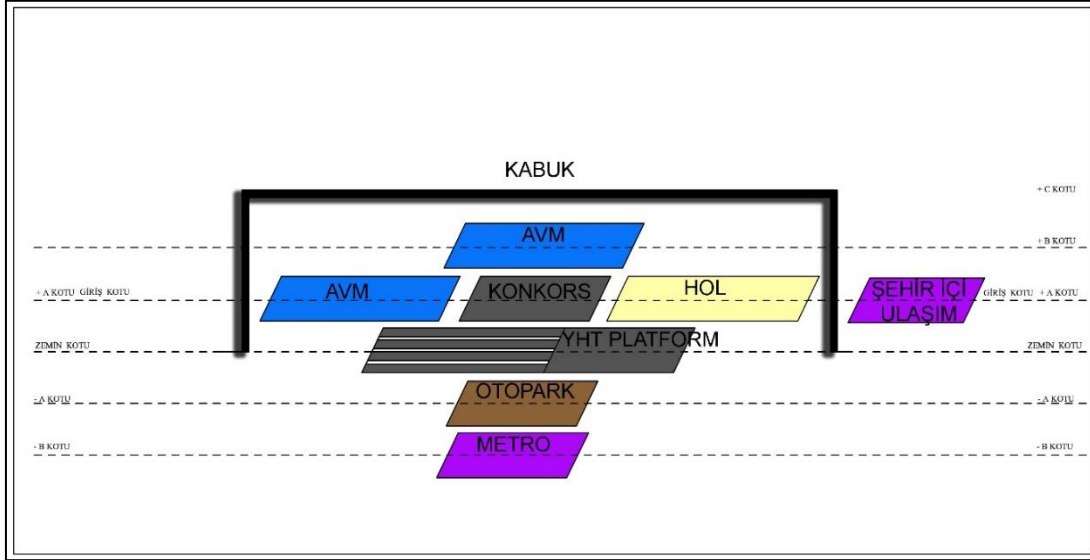 KABUK
+ C KOTU
AVM
+ B KOTU
+ A KOTU GİRİŞ KOTU
AVM
KONKORS
HOL
ŞEHİR İÇİ
ULAŞIM
GİRİŞ KOTU + A KOTU
ZEMİN KOTU
YHT PLATFORM
ZEMİN KOTU
- A KOTU
OTOPARK
- A KOTU
- B KOTU
METRO
- B KOTU